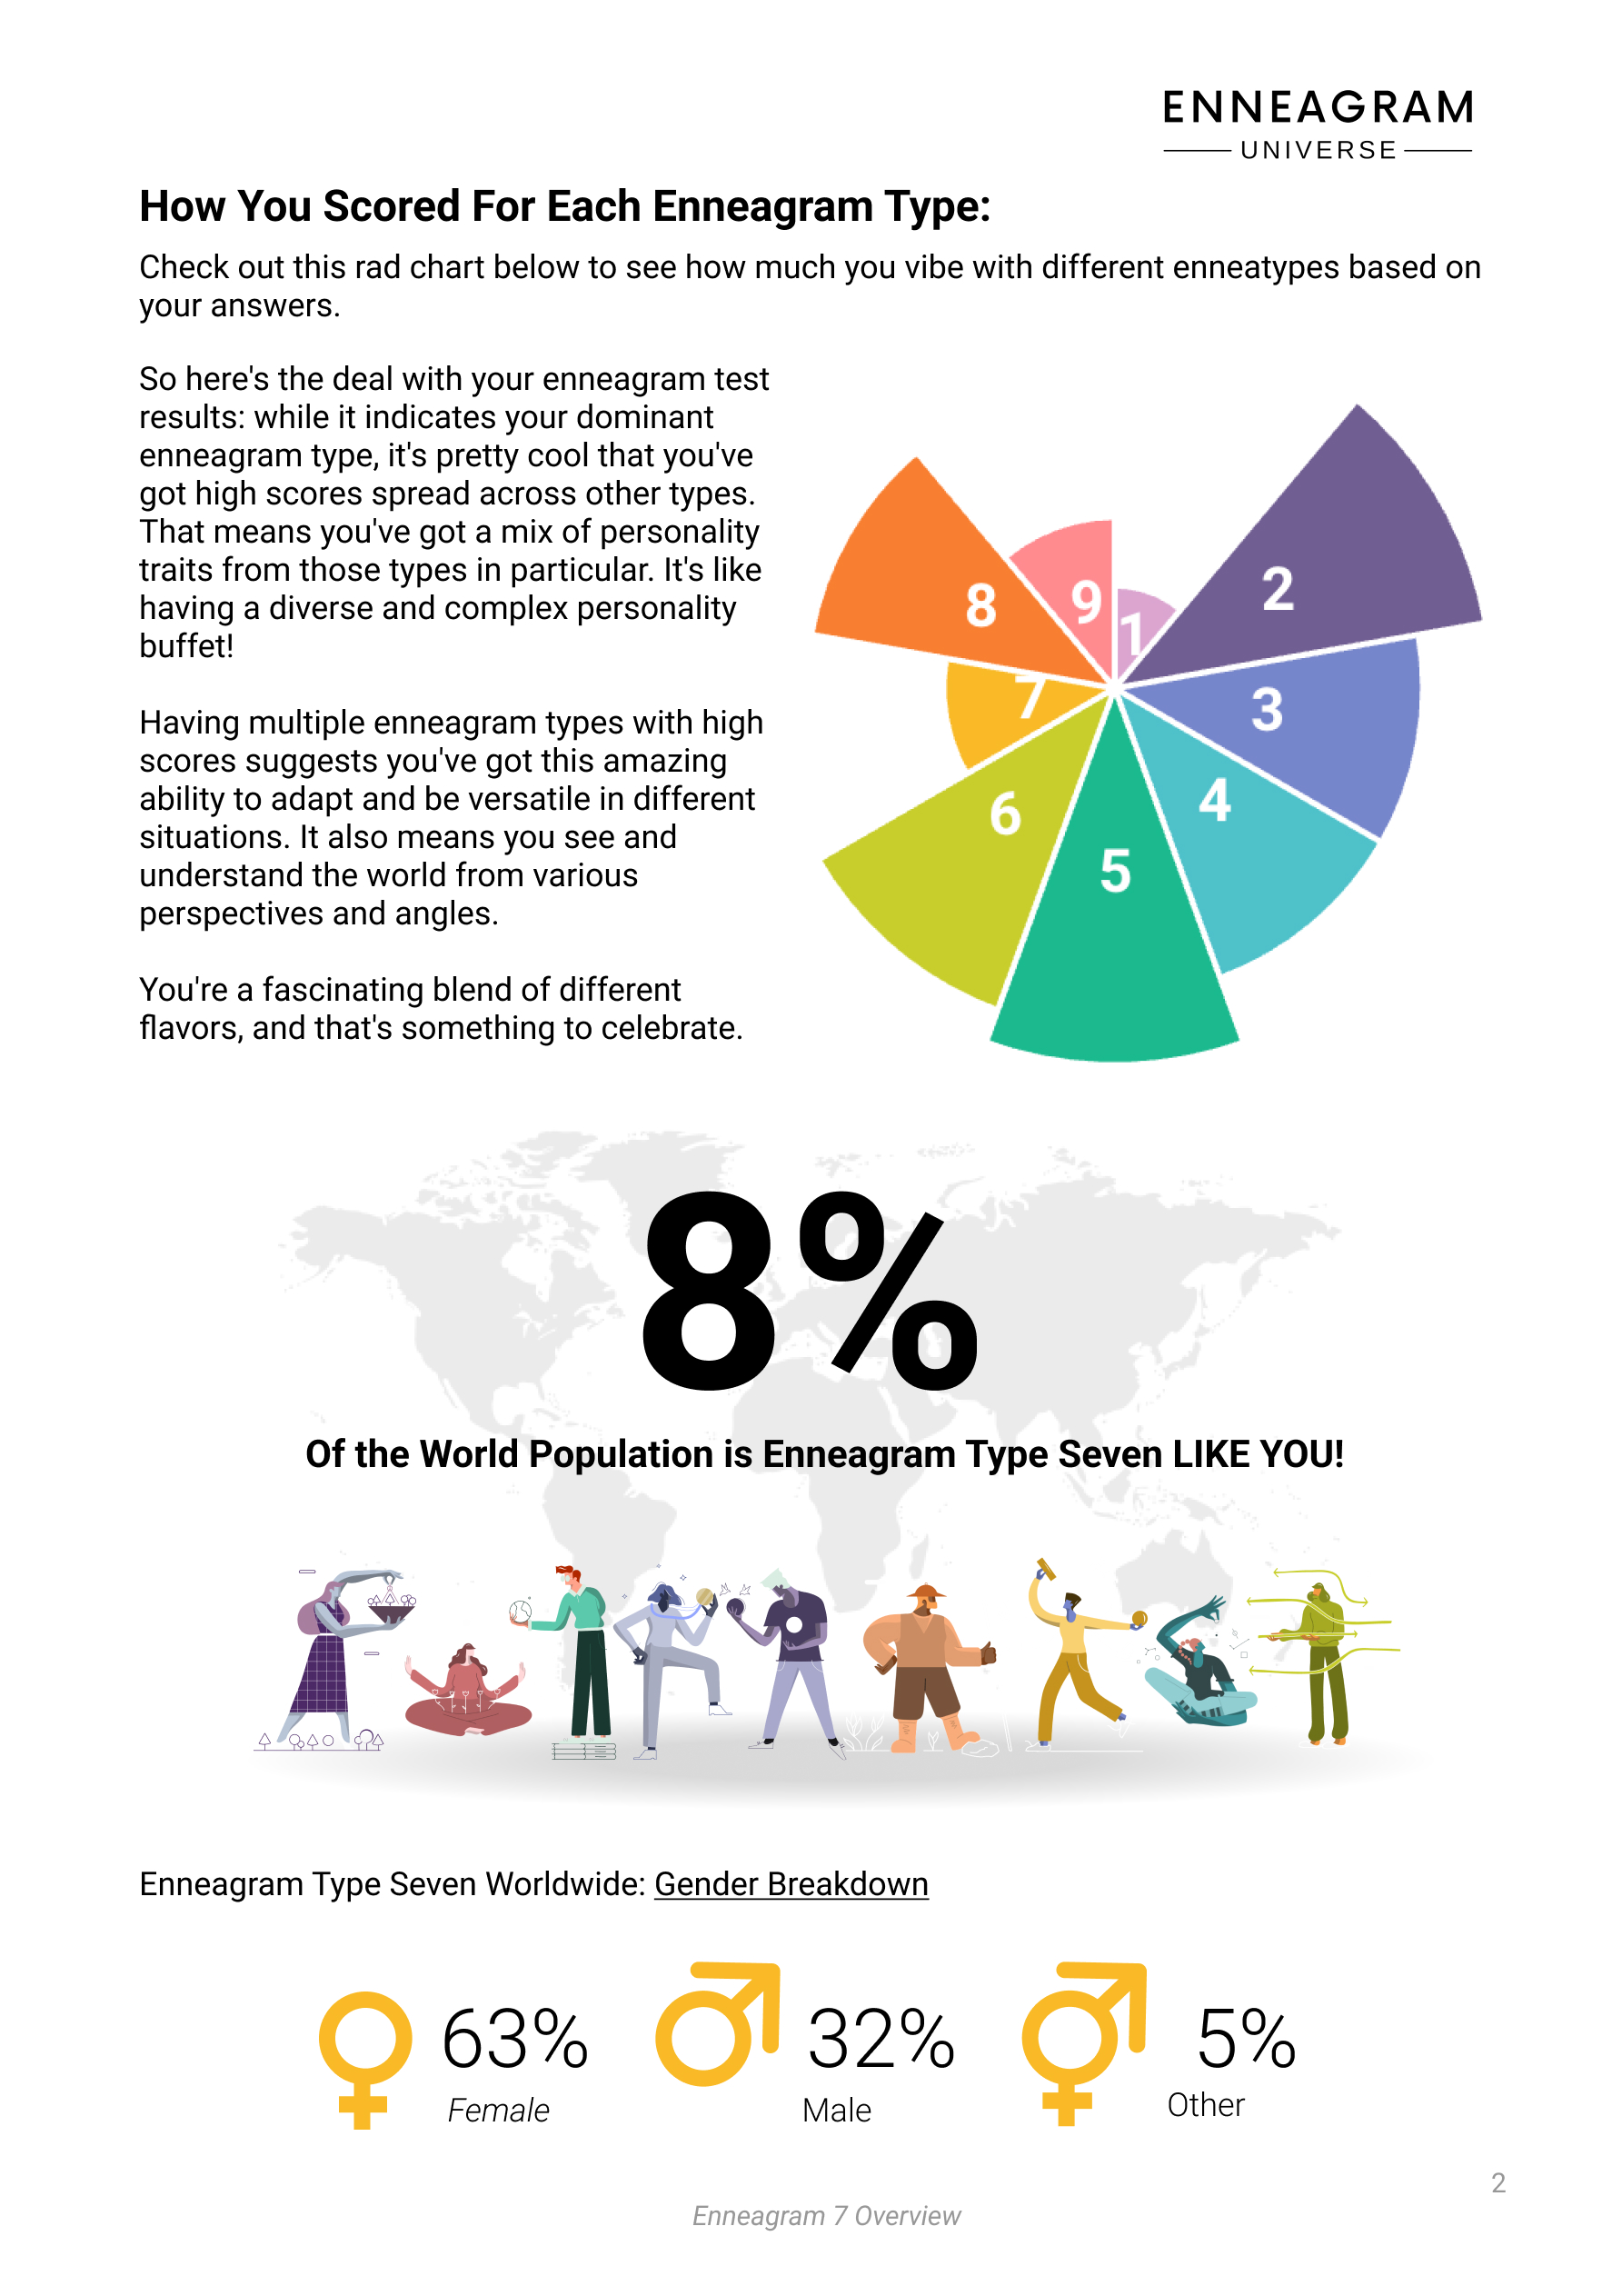 ENNEAGRAM
UNIVERSE
How You Scored For Each Enneagram Type:
Check out this rad chart below to see how much you vibe with different enneatypes based on
your answers.
So here's the deal with your enneagram test
results: while it indicates your dominant
enneagram type, it's pretty cool that you've
got high scores spread across other types.
That means you've got a mix of personality
traits from those types in particular. It's like
having a diverse and complex personality
buffet!
Having multiple enneagram types with high
scores suggests you've got this amazing
ability to adapt and be versatile in different
situations. It also means you see and
understand the world from various
perspectives and angles.
You're a fascinating blend of different
flavors, and that's something to celebrate.
1
2
3
4
5
6
7
8
9
8%
Of the World Population is Enneagram Type Seven LIKE YOU!
Enneagram Type Seven Worldwide: Gender Breakdown
63%
Female
32%
Male
5%
Other
2
Enneagram 7 Overview